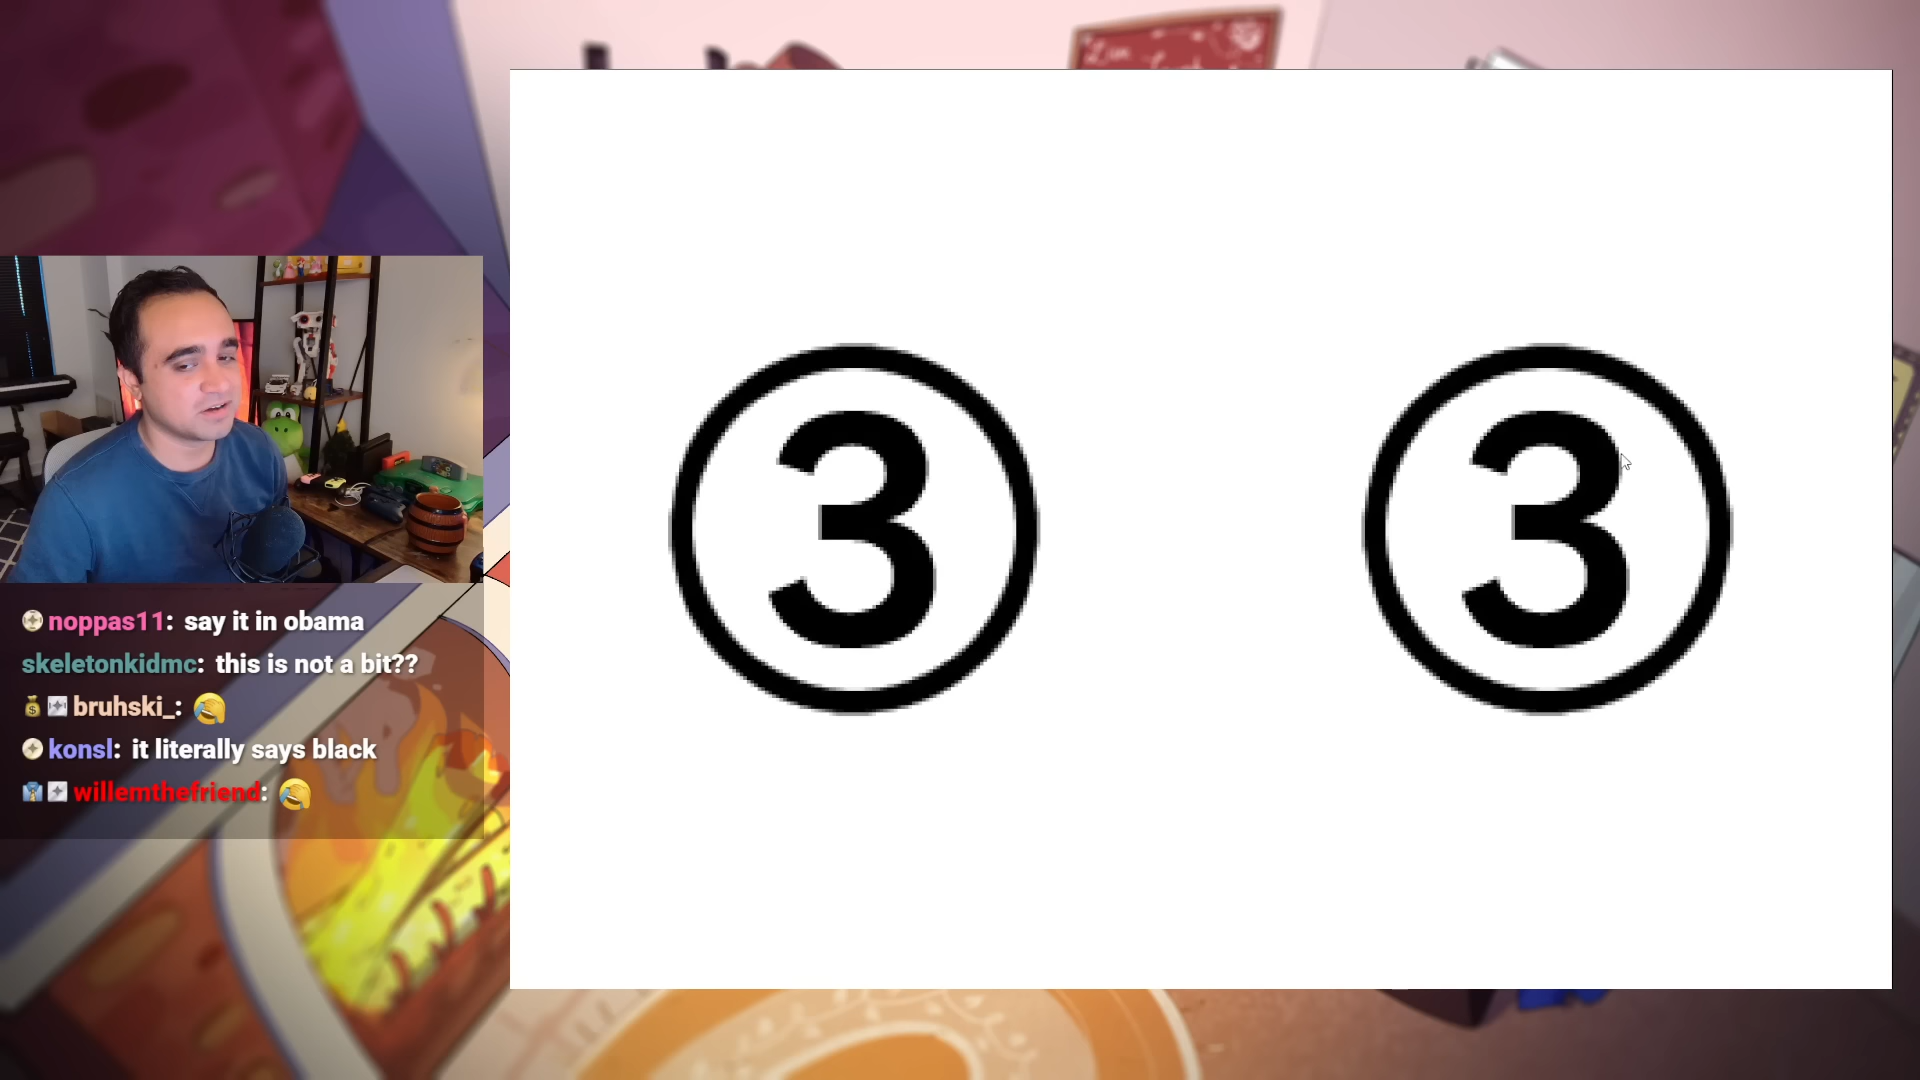 ③ ③
noppas11: say it in obama
skeletonkidmc: this is not a bit??
bruhski_: 😂
konsl: it literally says black
willemthefriend: 😂